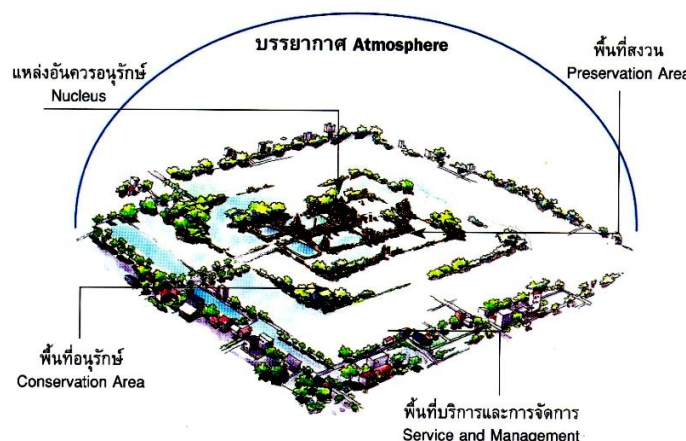 บรรยากาศ Atmosphere
แหล่งอันควรอนุรักษ์
Nucleus
พื้นที่สงวน
Preservation Area
พื้นที่อนุรักษ์
Conservation Area
พื้นที่บริการและการจัดการ
Service and Management